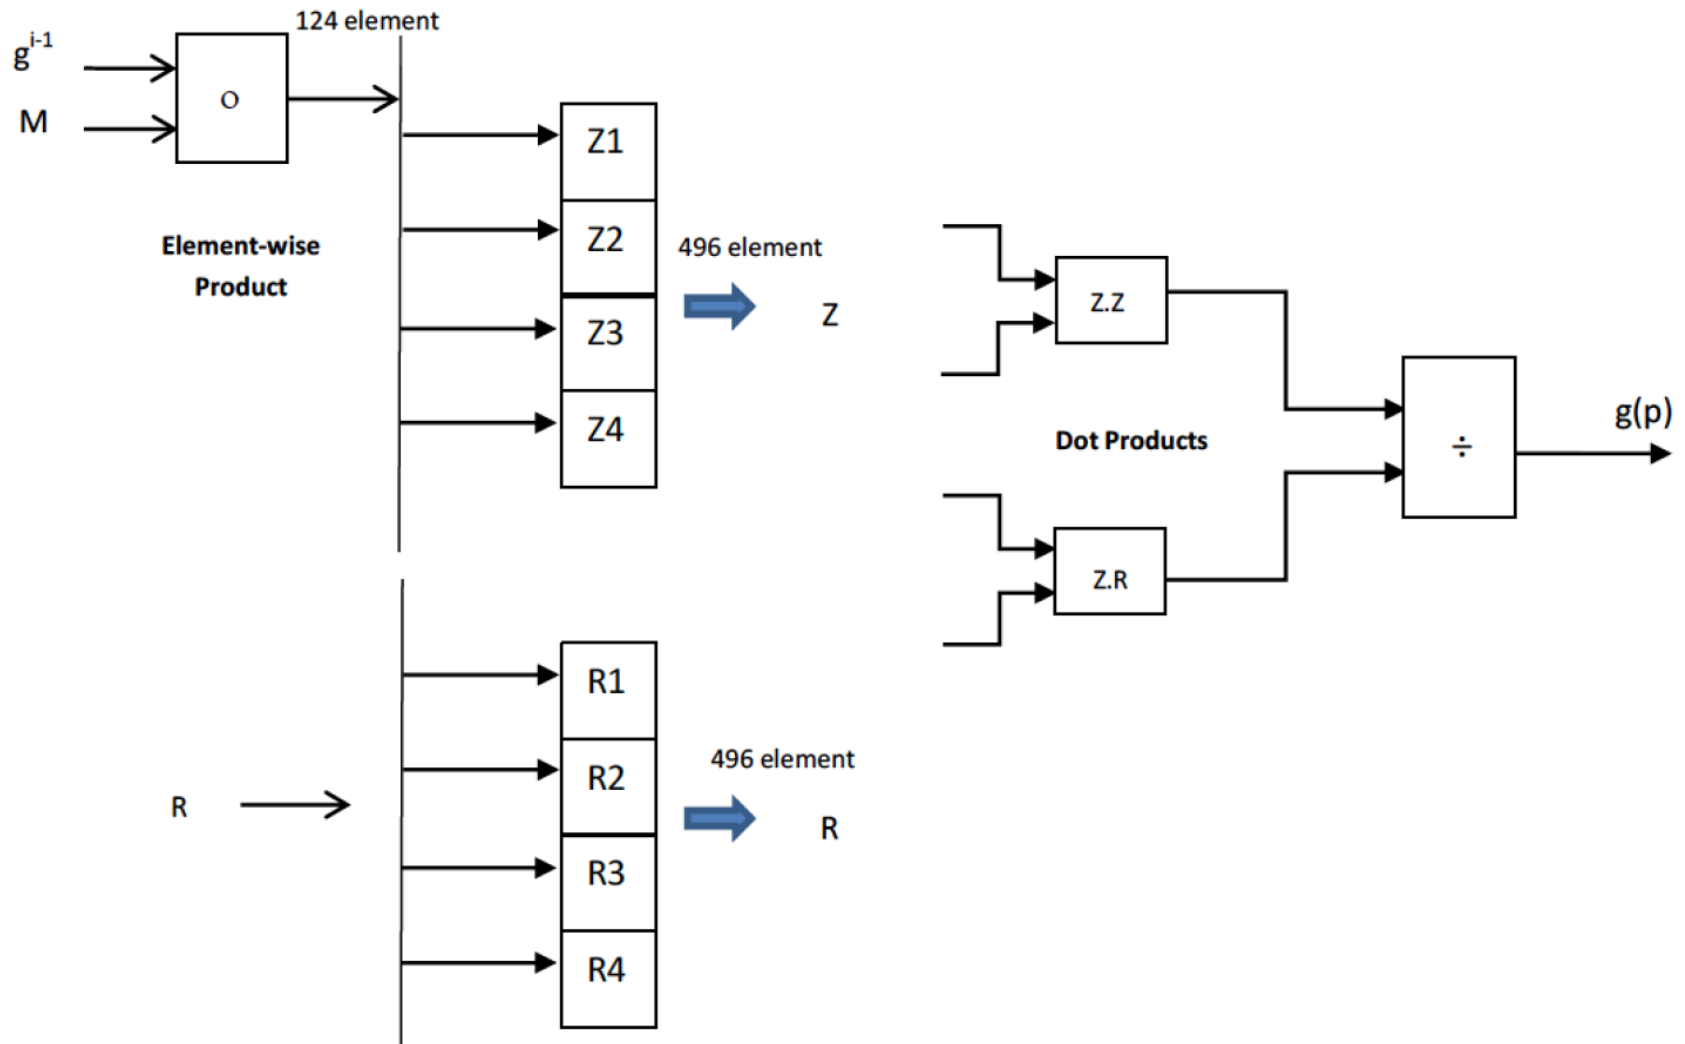 124 element
g^{i-1}
M
o
Element-wise
Product
Z1
Z2
Z3
Z4
496 element
Z
Z.Z
Dot Products
Z.R
÷
g(p)
R
R1
R2
R3
R4
496 element
R